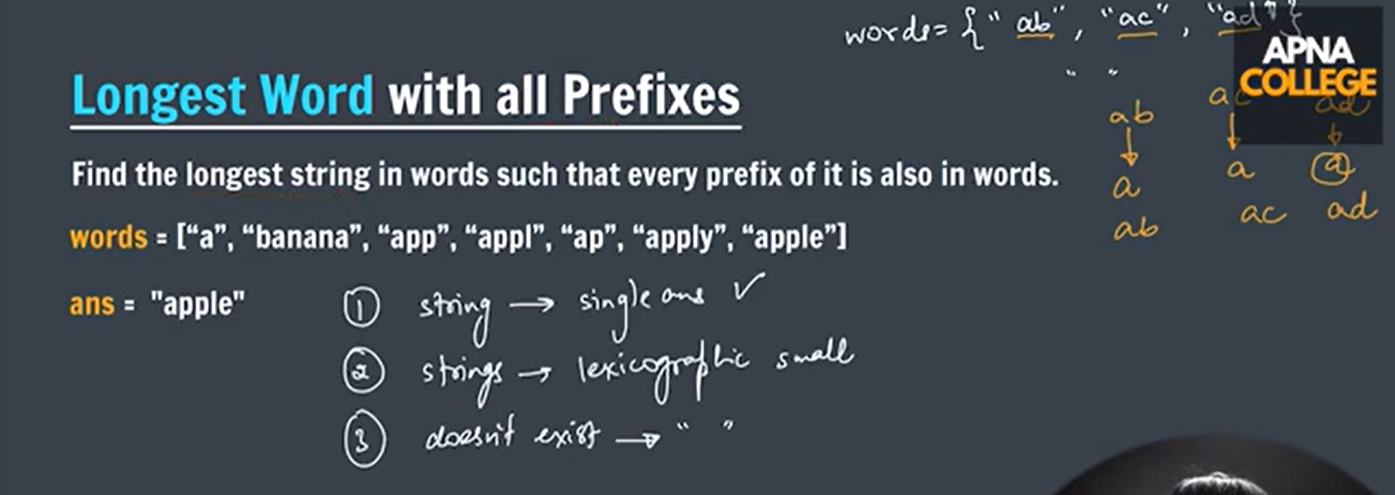 words = {"ab", "ac", "ad"}
" "
APNA
COLLEGE
Longest Word with all Prefixes
ab ac ad
a a a
ab ac ad
Find the longest string in words such that every prefix of it is also in words.
words = ["a", "banana", "app", "appl", "ap", "apply", "apple"]
ans = "apple"
① string → single ans ✓
② strings → lexicographic small
③ doesn't exist → " "